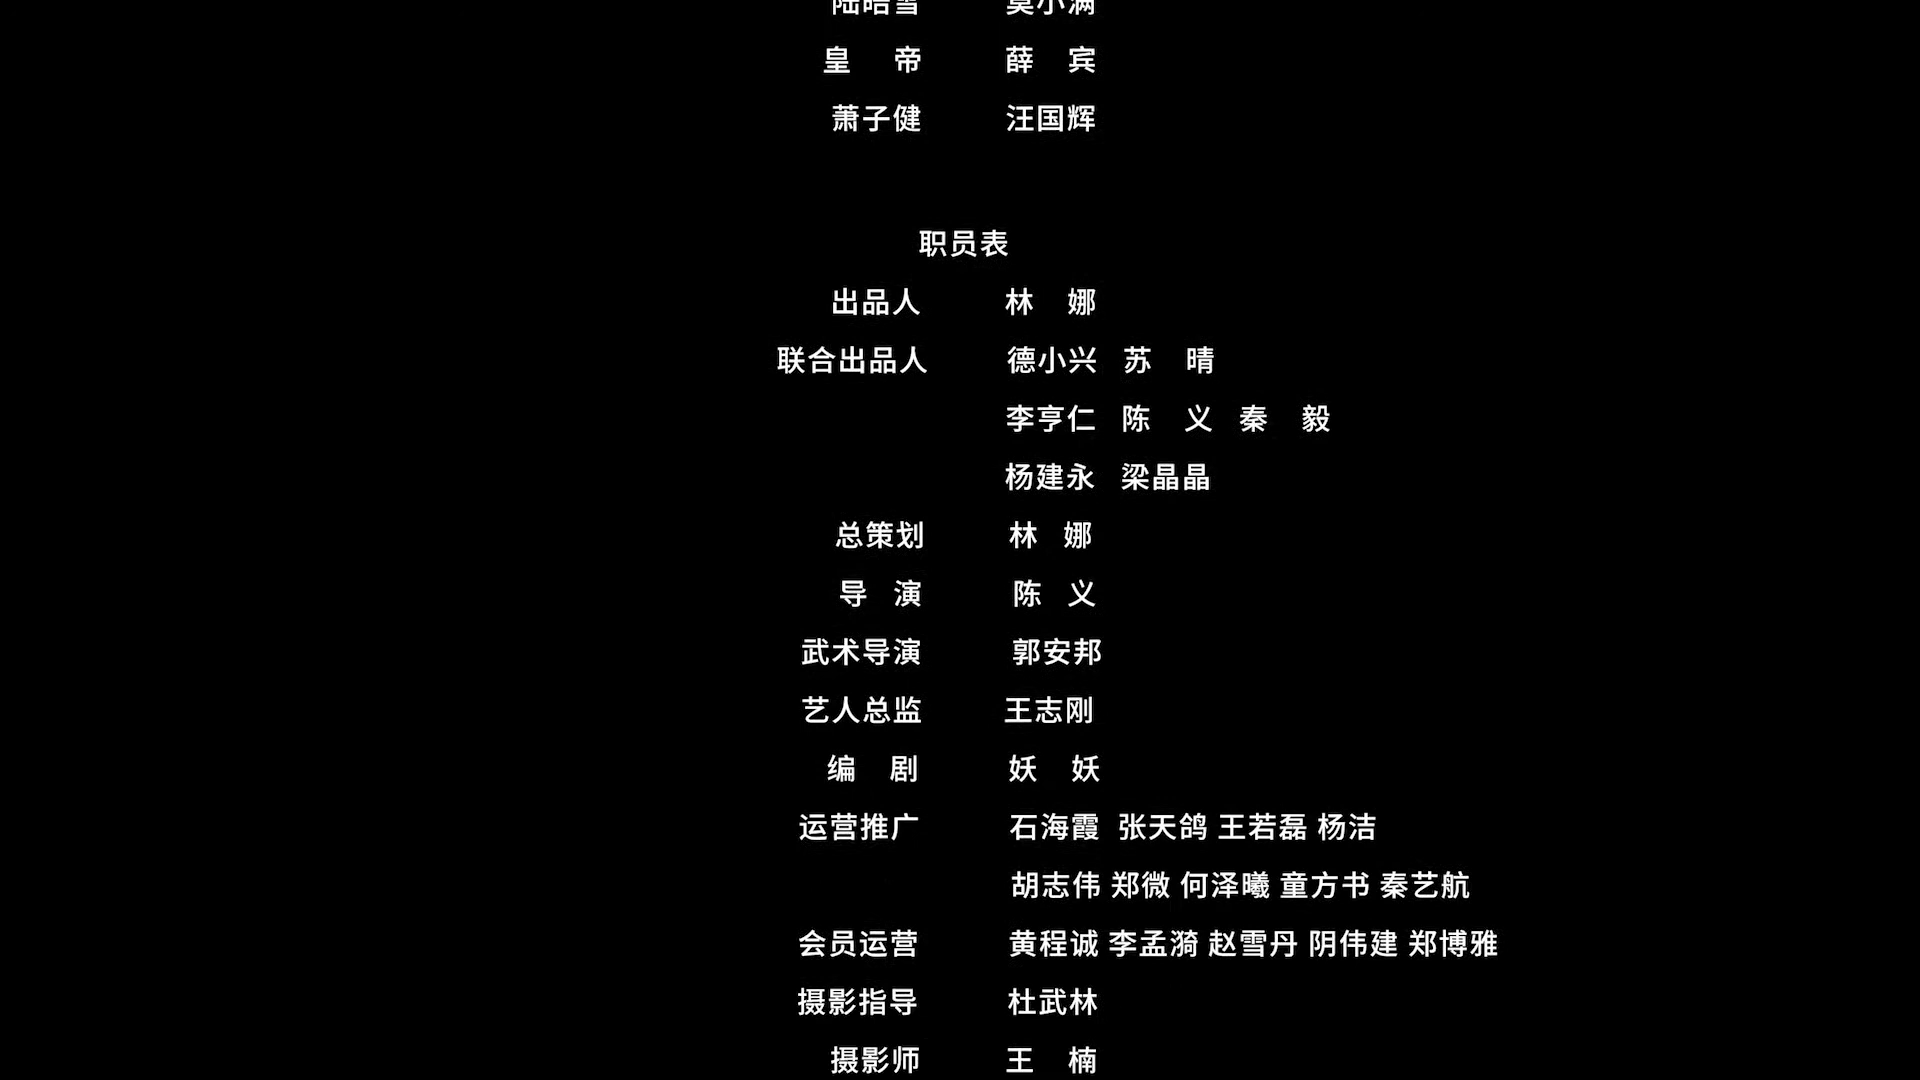 陆皓雪 莫小满
皇 帝 薛 宾
萧子健 汪国辉
职员表
出品人 林 娜
联合出品人 德小兴 苏 晴
李亨仁 陈 义 秦 毅
杨建永 梁晶晶
总策划 林 娜
导 演 陈 义
武术导演 郭安邦
艺人总监 王志刚
编 剧 妖 妖
运营推广 石海霞 张天鸽 王若磊 杨洁
胡志伟 郑微 何泽曦 童方书 秦艺航
会员运营 黄程诚 李孟漪 赵雪丹 阴伟建 郑博雅
摄影指导 杜武林
摄影师 王 楠